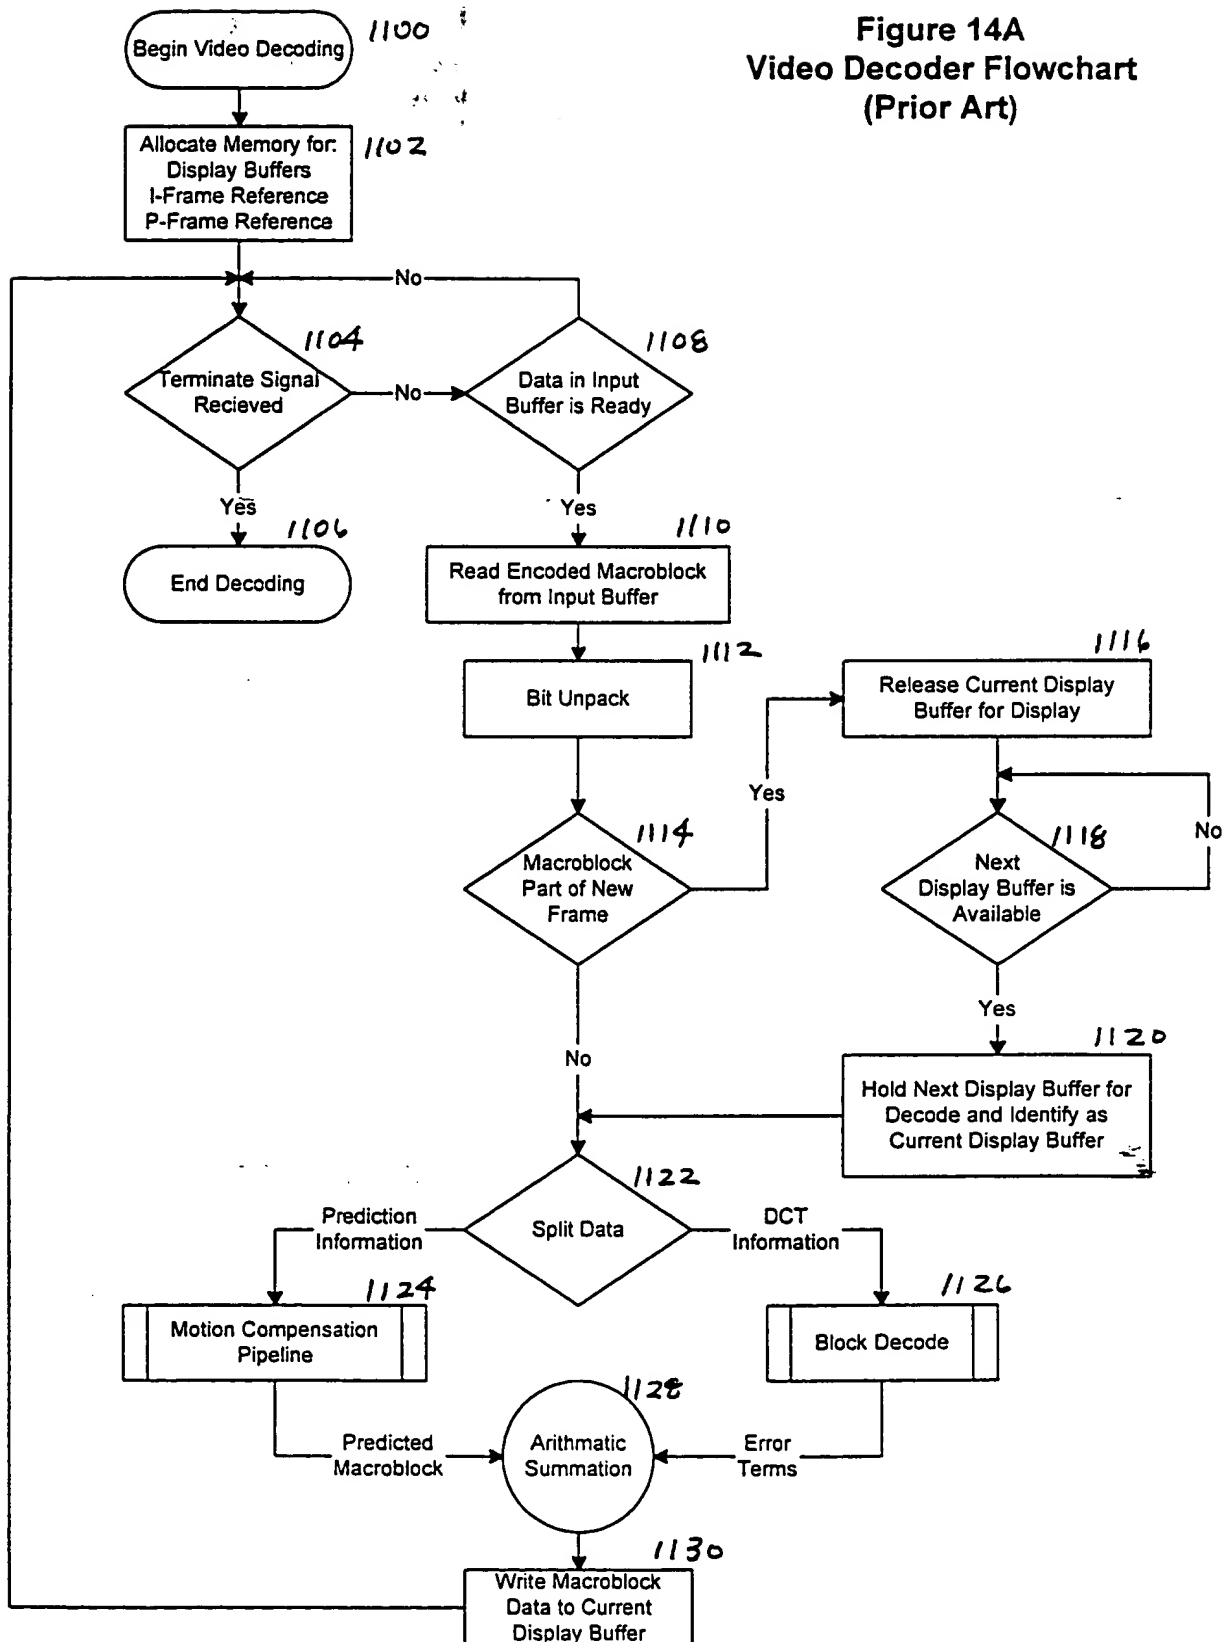 Figure 14A
Video Decoder Flowchart
(Prior Art)
Begin Video Decoding
1100
Allocate Memory for:
Display Buffers
I-Frame Reference
P-Frame Reference
1102
No
1104
Terminate Signal
Recieved
No
1108
Data in Input
Buffer is Ready
Yes
1106
End Decoding
Yes
1110
Read Encoded Macroblock
from Input Buffer
1112
Bit Unpack
1116
Release Current Display
Buffer for Display
Yes
1114
Macroblock
Part of New
Frame
1118
Next
Display Buffer is
Available
No
Yes
No
1120
Hold Next Display Buffer for
Decode and Identify as
Current Display Buffer
1122
Split Data
Prediction
Information
DCT
Information
1124
Motion Compensation
Pipeline
1126
Block Decode
1128
Arithmatic
Summation
Predicted
Macroblock
Error
Terms
1130
Write Macroblock
Data to Current
Display Buffer